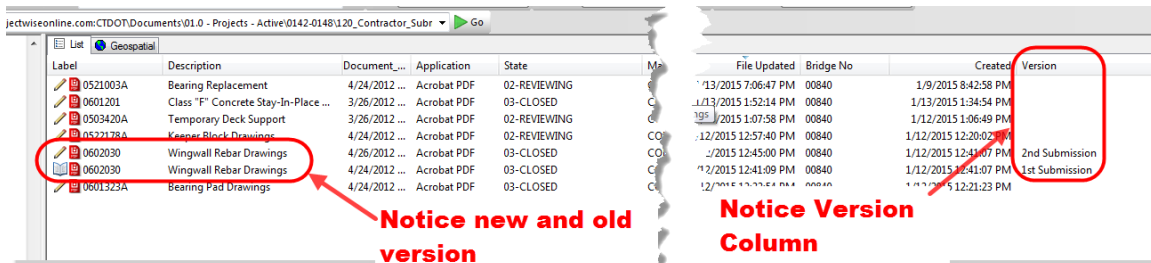 jectwiseonline.com:CTDOT\Documents\01.0 - Projects - Active\0142-0148\120_Contractor_Subr Go
List Geospatial
Label Description Document_... Application State File Updated Bridge No Created Version
0521003A Bearing Replacement 4/24/2012 ... Acrobat PDF 02-REVIEWING /13/2015 7:06:47 PM 00840 1/9/2015 8:42:58 PM
0601201 Class "F" Concrete Stay-In-Place ... 3/26/2012 ... Acrobat PDF 03-CLOSED 1/13/2015 1:52:14 PM 00840 1/13/2015 1:34:54 PM
0503420A Temporary Deck Support 3/26/2012 ... Acrobat PDF 02-REVIEWING ngs /2015 1:07:58 PM 00840 1/12/2015 1:06:49 PM
0522178A Keeper Block Drawings 4/24/2012 ... Acrobat PDF 02-REVIEWING 12/2015 12:57:40 PM 00840 1/12/2015 12:20:02 PM
0602030 Wingwall Rebar Drawings 4/26/2012 ... Acrobat PDF 03-CLOSED /2015 12:45:00 PM 00840 1/12/2015 12:41:07 PM 2nd Submission
0602030 Wingwall Rebar Drawings 4/24/2012 ... Acrobat PDF 03-CLOSED 2/2015 12:41:09 PM 00840 1/12/2015 12:41:07 PM 1st Submission
0601323A Bearing Pad Drawings 4/24/2012 ... Acrobat PDF 03-CLOSED 00840 12:21:23 PM
Notice new and old
version
Notice Version
Column